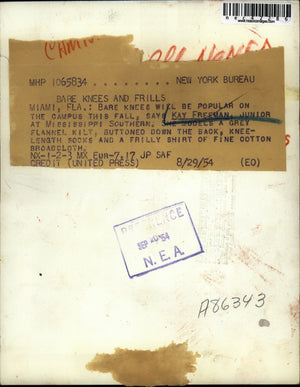 MHP 1065834 . . . . . . . . NEW YORK BUREAU
BARE KNEES AND FRILLS
MIAMI, FLA.: BARE KNEES WILL BE POPULAR ON
THE CAMPUS THIS FALL, SAYS KAY FREEMAN, JUNIOR
AT MISSISSIPPI SOUTHERN. SHE MODELS A GREY
FLANNEL KILT, BUTTONED DOWN THE BACK, KNEE-
LENGTH SOCKS AND A FRILLY SHIRT OF FINE COTTON
BROADCLOTH.
NX-1-2-3 MX EUR-7,17 JP SAF
CREDIT (UNITED PRESS) 8/29/54 (EO)
SEP 1954
N.E.A.
A86343